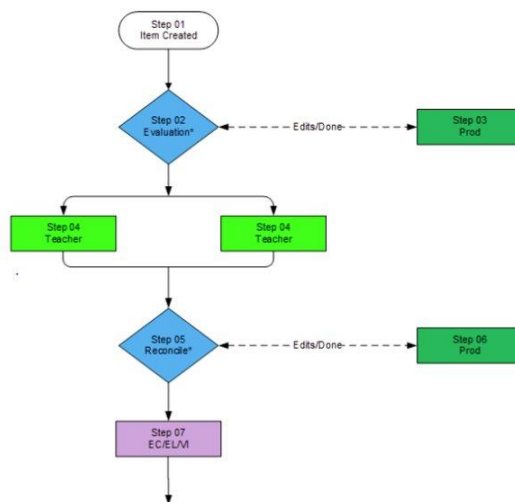 Step 01
Item Created
Step 02
Evaluation*
Edits/Done
Step 03
Prod
Step 04
Teacher
Step 04
Teacher
Step 05
Reconcile*
Edits/Done
Step 06
Prod
Step 07
EC/EL/VI